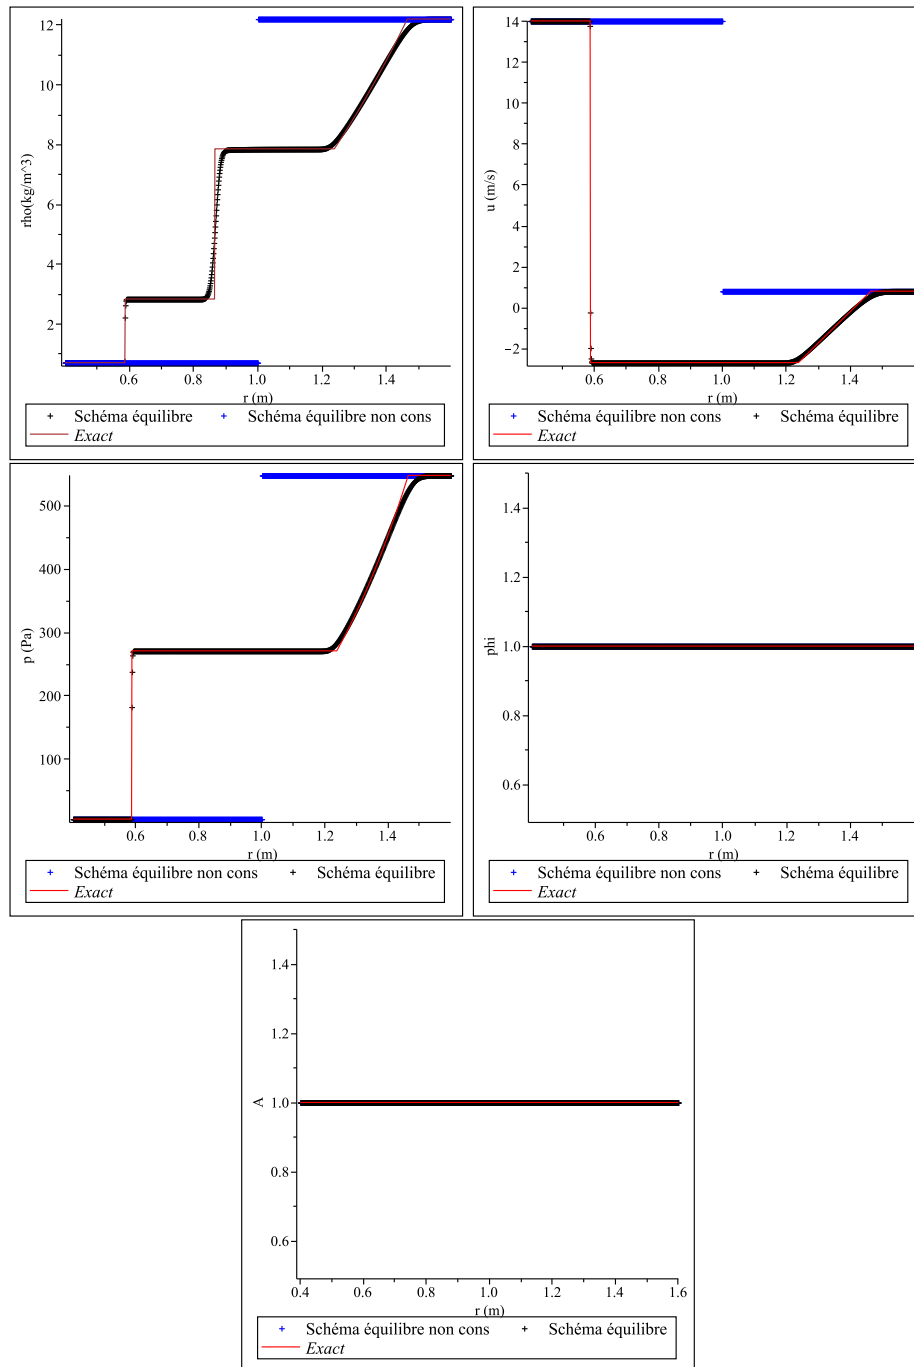 12
10
8
6
4
2
rho(kg/m^3)
0.6 0.8 1.0 1.2 1.4
r (m)
+ Schéma équilibre + Schéma équilibre non cons
Exact
14
12
10
8
6
4
2
0
−2
u (m/s)
0.6 0.8 1.0 1.2 1.4
r (m)
+ Schéma équilibre non cons + Schéma équilibre
Exact
500
400
300
200
100
p (Pa)
0.6 0.8 1.0 1.2 1.4
r (m)
+ Schéma équilibre non cons + Schéma équilibre
Exact
1.4
1.2
1.0
0.8
0.6
phi
0.6 0.8 1.0 1.2 1.4
r (m)
+ Schéma équilibre non cons + Schéma équilibre
Exact
1.4
1.2
1.0
0.8
0.6
A
0.4 0.6 0.8 1.0 1.2 1.4 1.6
r (m)
+ Schéma équilibre non cons + Schéma équilibre
Exact